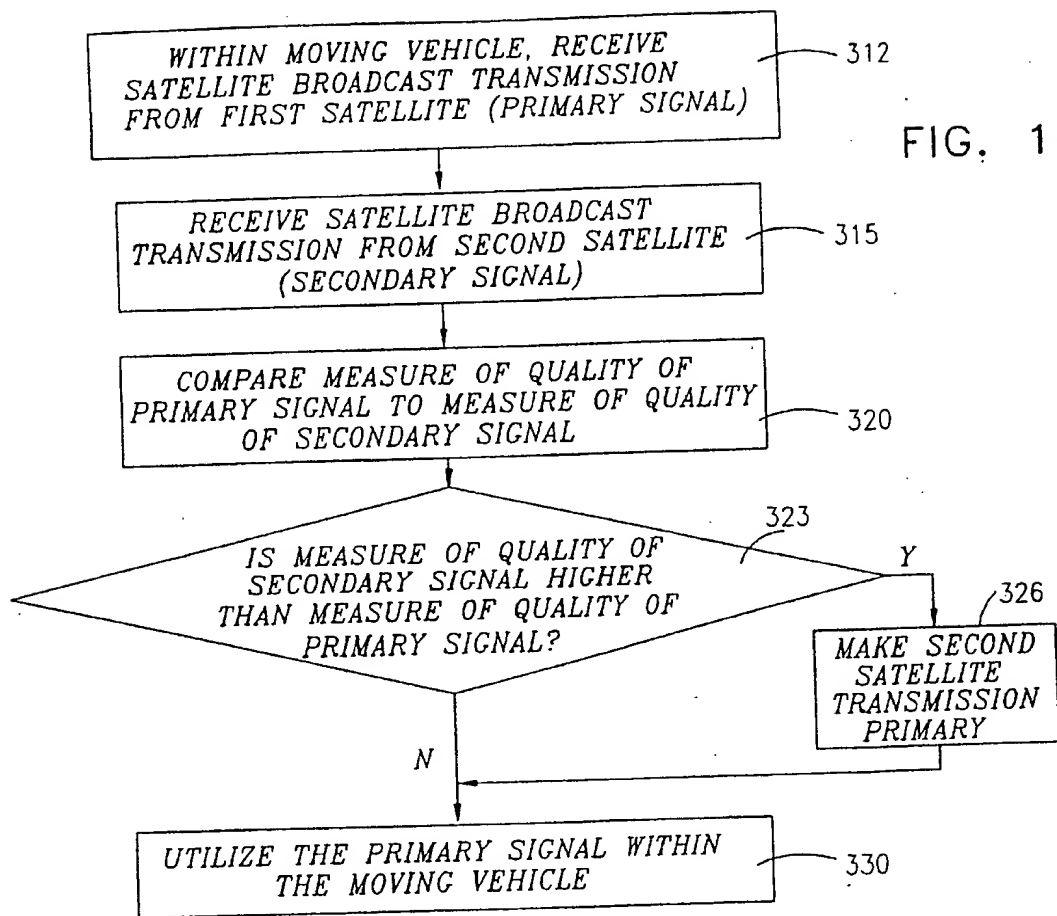 WITHIN MOVING VEHICLE, RECEIVE
SATELLITE BROADCAST TRANSMISSION
FROM FIRST SATELLITE (PRIMARY SIGNAL)
312
FIG. 1
RECEIVE SATELLITE BROADCAST
TRANSMISSION FROM SECOND SATELLITE
(SECONDARY SIGNAL)
315
COMPARE MEASURE OF QUALITY OF
PRIMARY SIGNAL TO MEASURE OF QUALITY
OF SECONDARY SIGNAL
320
323
IS MEASURE OF QUALITY OF
SECONDARY SIGNAL HIGHER
THAN MEASURE OF QUALITY OF
PRIMARY SIGNAL?
Y
326
MAKE SECOND
SATELLITE
TRANSMISSION
PRIMARY
N
UTILIZE THE PRIMARY SIGNAL WITHIN
THE MOVING VEHICLE
330